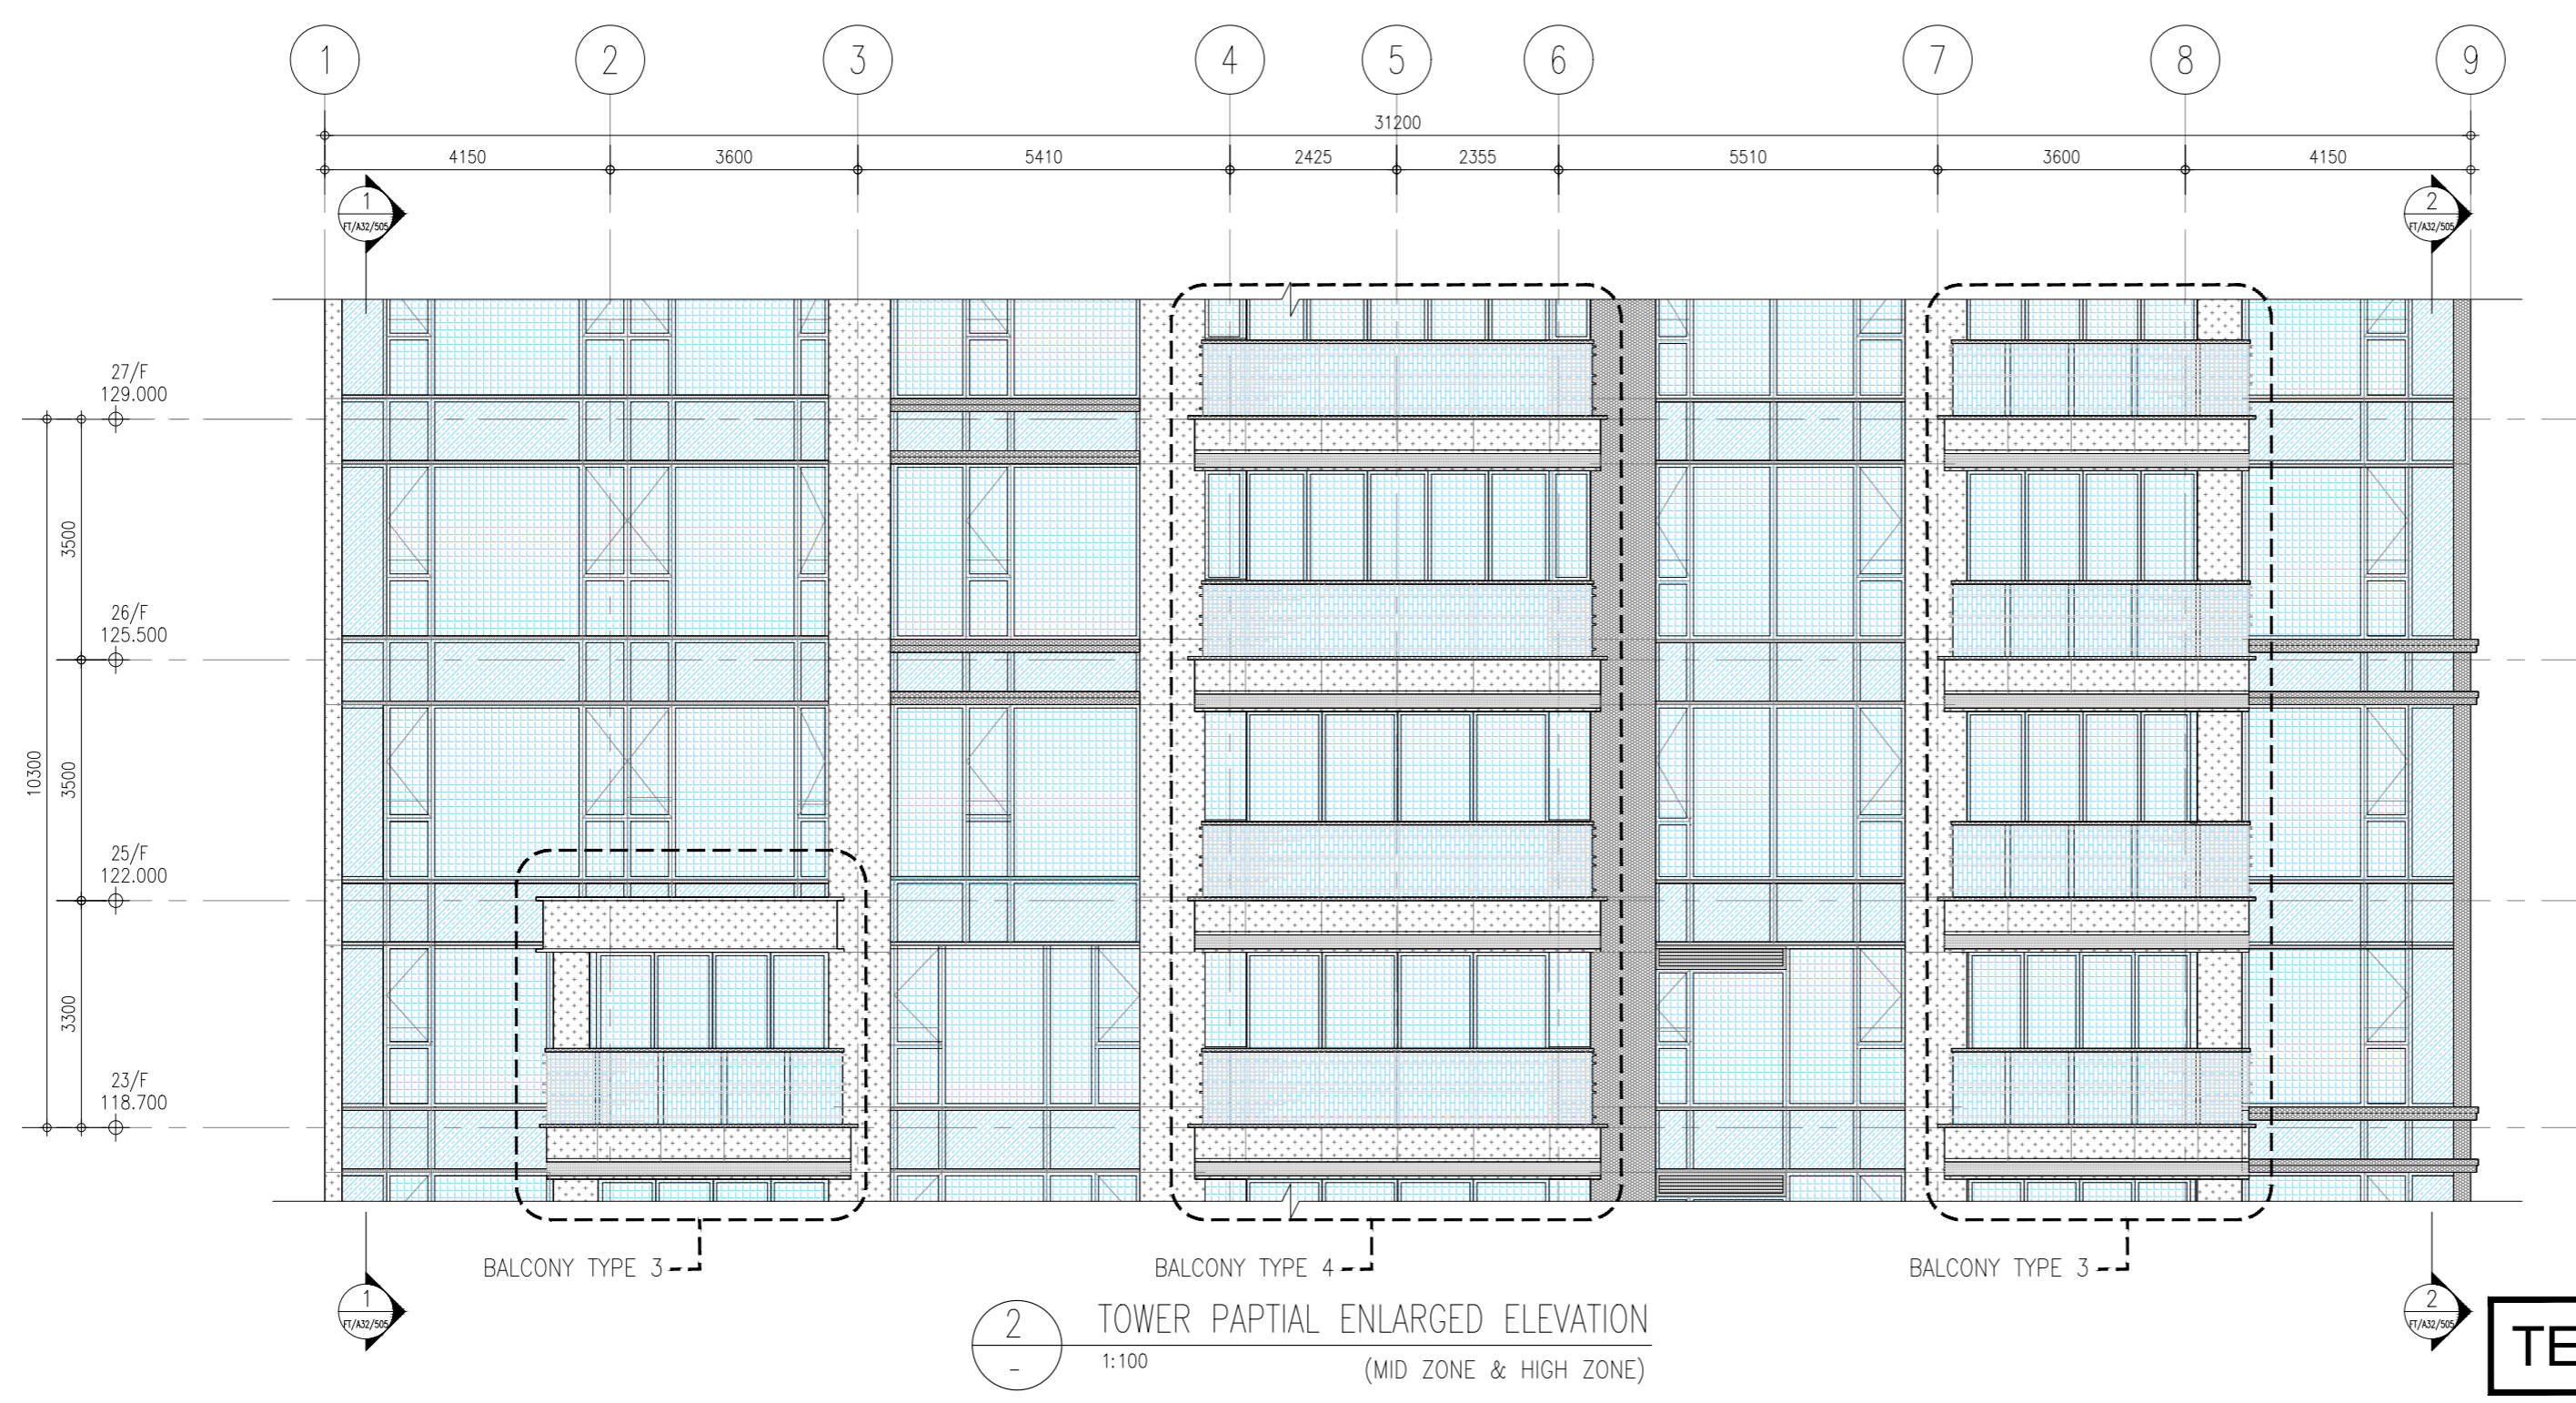 1 2 3 4 5 6 7 8 9
31200
4150 3600 5410 2425 2355 5510 3600 4150
1 2
FT/A32/505 FT/A32/505
27/F
129.000
3500
26/F
125.500
3500
10300
25/F
122.000
3300
23/F
118.700
BALCONY TYPE 3 BALCONY TYPE 4 BALCONY TYPE 3
1 2
FT/A32/505 FT/A32/505
2 TOWER PAPTIAL ENLARGED ELEVATION
- 1:100 (MID ZONE & HIGH ZONE)
TE